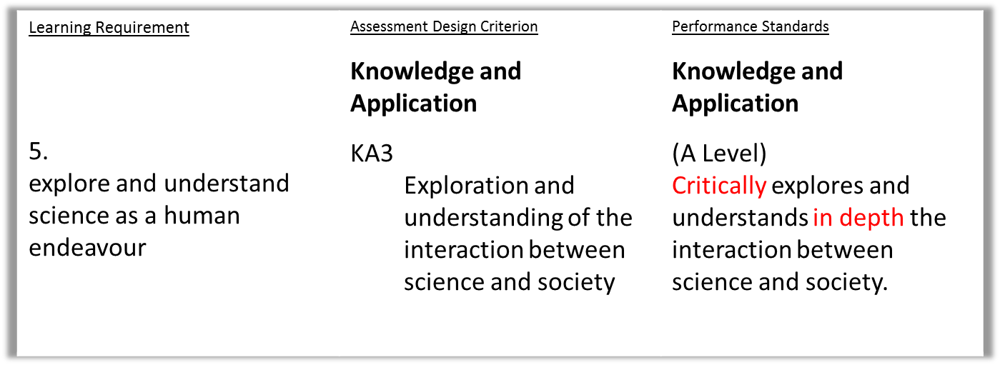 Learning Requirement
Assessment Design Criterion
Performance Standards
Knowledge and
Application
Knowledge and
Application
5.
explore and understand
science as a human
endeavour
KA3
Exploration and
understanding of the
interaction between
science and society
(A Level)
Critically explores and
understands in depth the
interaction between
science and society.